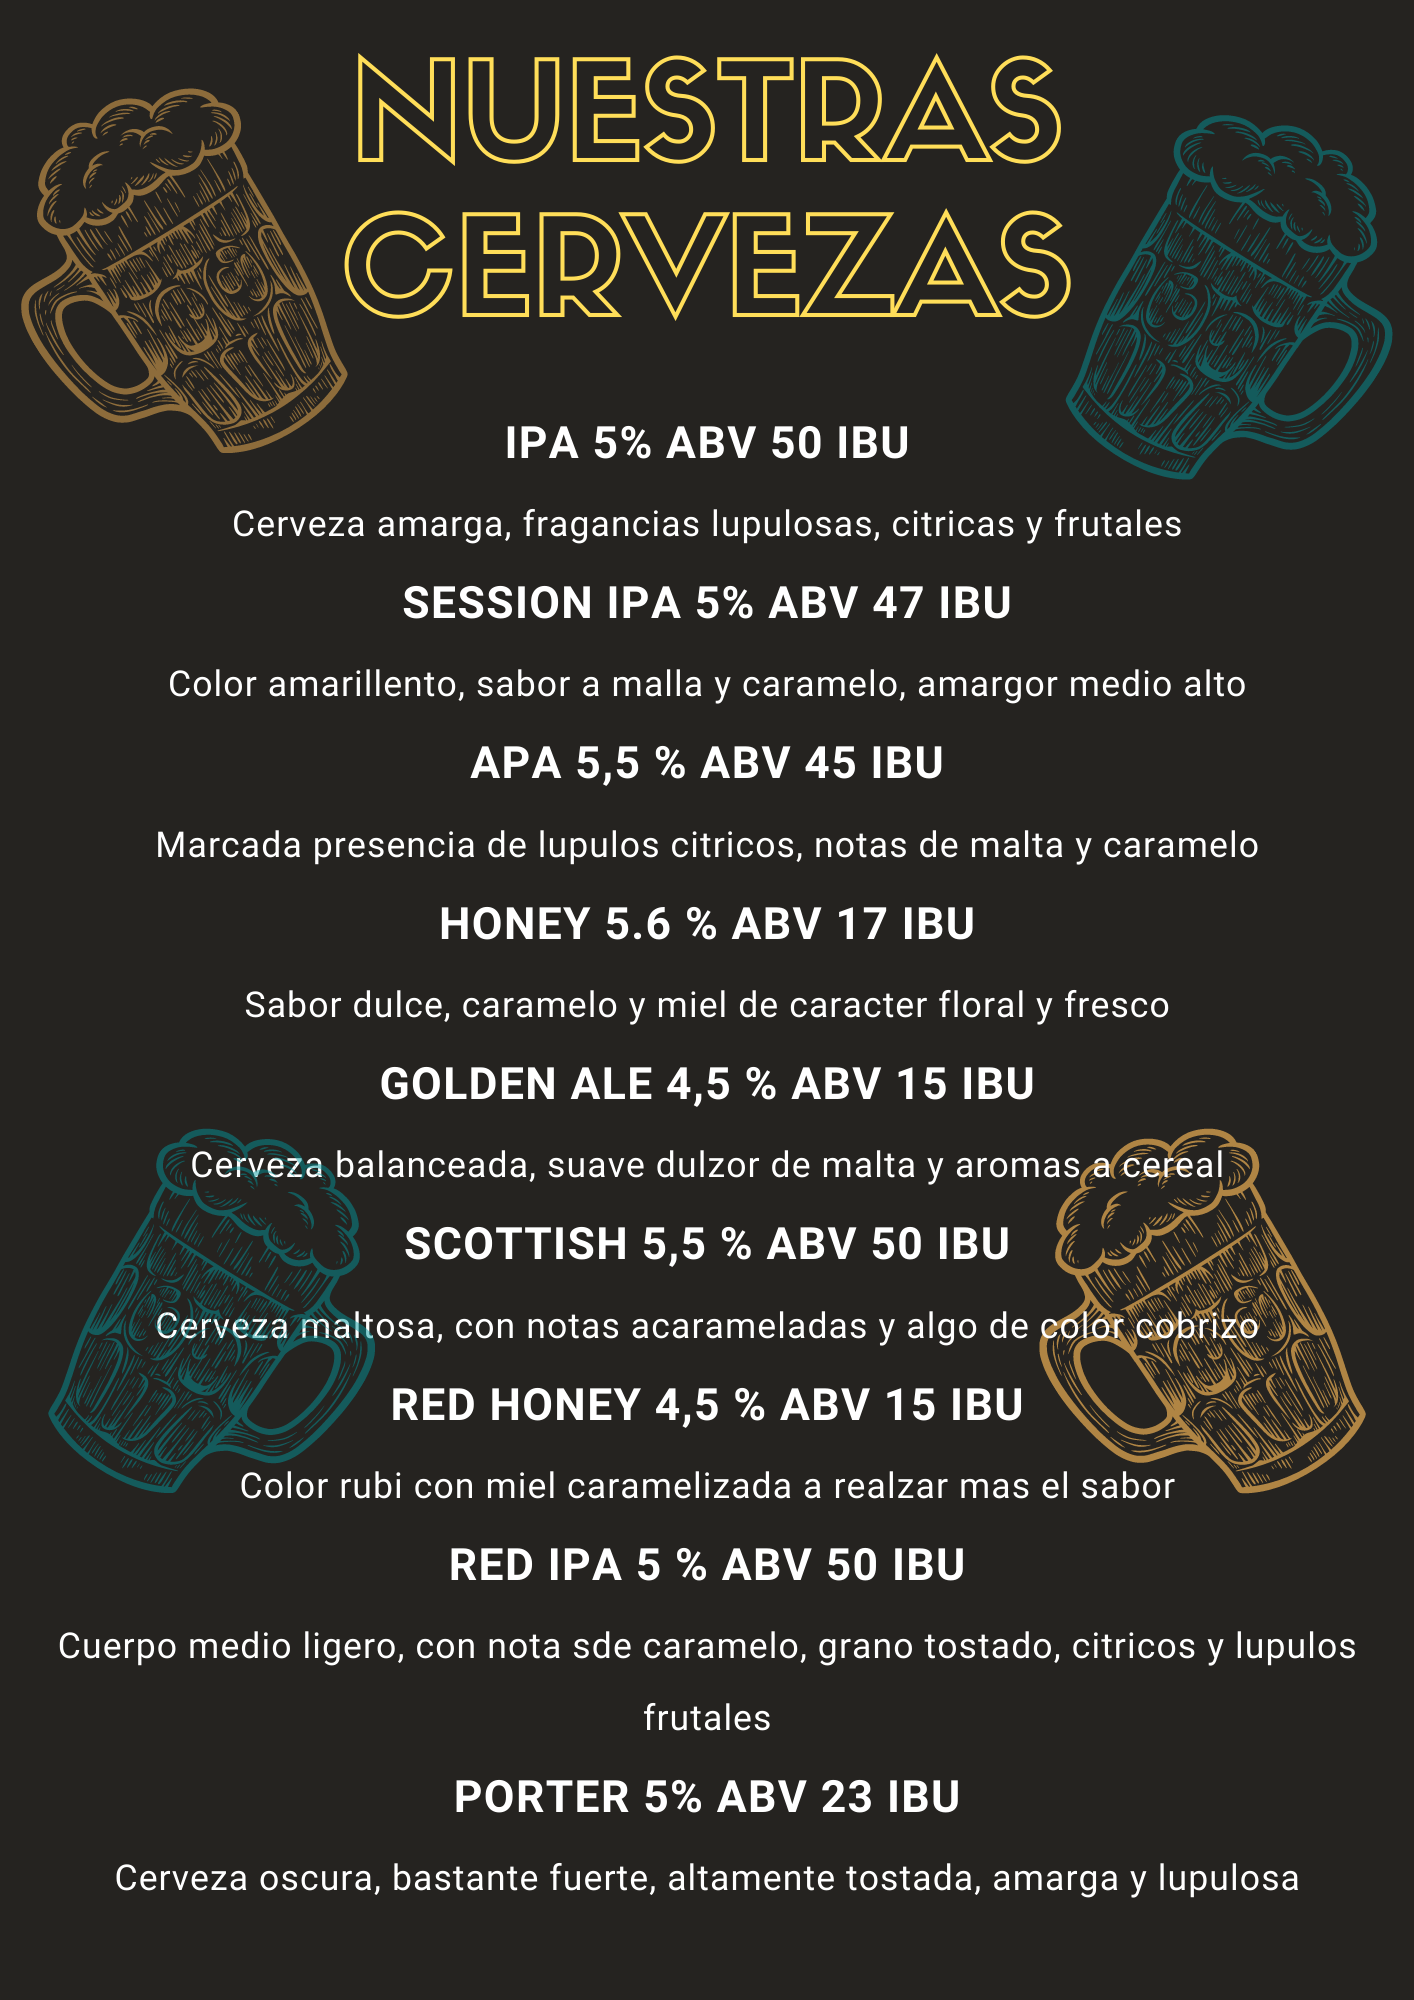 NUESTRAS
CERVEZAS
IPA 5% ABV 50 IBU
Cerveza amarga, fragancias lupulosas, citricas y frutales
SESSION IPA 5% ABV 47 IBU
Color amarillento, sabor a malla y caramelo, amargor medio alto
APA 5,5 % ABV 45 IBU
Marcada presencia de lupulos citricos, notas de malta y caramelo
HONEY 5.6 % ABV 17 IBU
Sabor dulce, caramelo y miel de caracter floral y fresco
GOLDEN ALE 4,5 % ABV 15 IBU
Cerveza balanceada, suave dulzor de malta y aromas a cereal
SCOTTISH 5,5 % ABV 50 IBU
Cerveza maltosa, con notas acarameladas y algo de color cobrizo
RED HONEY 4,5 % ABV 15 IBU
Color rubi con miel caramelizada a realzar mas el sabor
RED IPA 5 % ABV 50 IBU
Cuerpo medio ligero, con nota sde caramelo, grano tostado, citricos y lupulos
frutales
PORTER 5% ABV 23 IBU
Cerveza oscura, bastante fuerte, altamente tostada, amarga y lupulosa